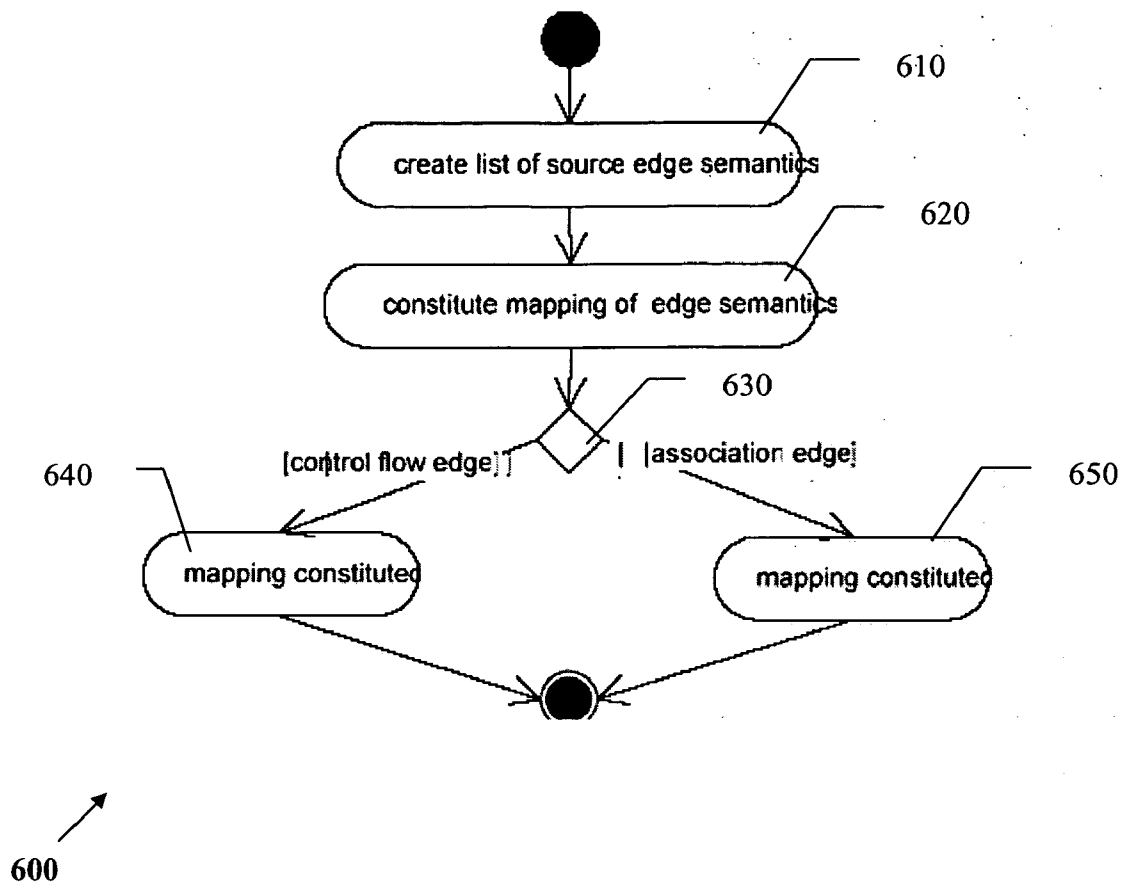 610
create list of source edge semantics
620
constitute mapping of edge semantics
630
[control flow edge]
[association edge]
640
650
mapping constituted
mapping constituted
600